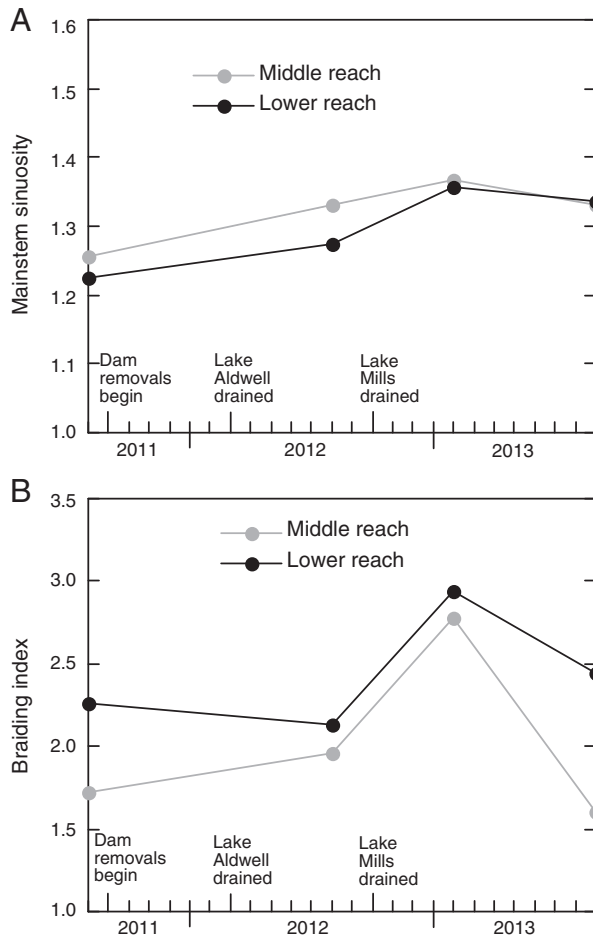 A
1.6
1.5
1.4
1.3
1.2
1.1
1.0
Mainstem sinuosity
Middle reach
Lower reach
Dam
removals
begin
Lake
Aldwell
drained
Lake
Mills
drained
2011
2012
2013
B
3.5
3.0
2.5
2.0
1.5
1.0
Braiding index
Middle reach
Lower reach
Dam
removals
begin
Lake
Aldwell
drained
Lake
Mills
drained
2011
2012
2013